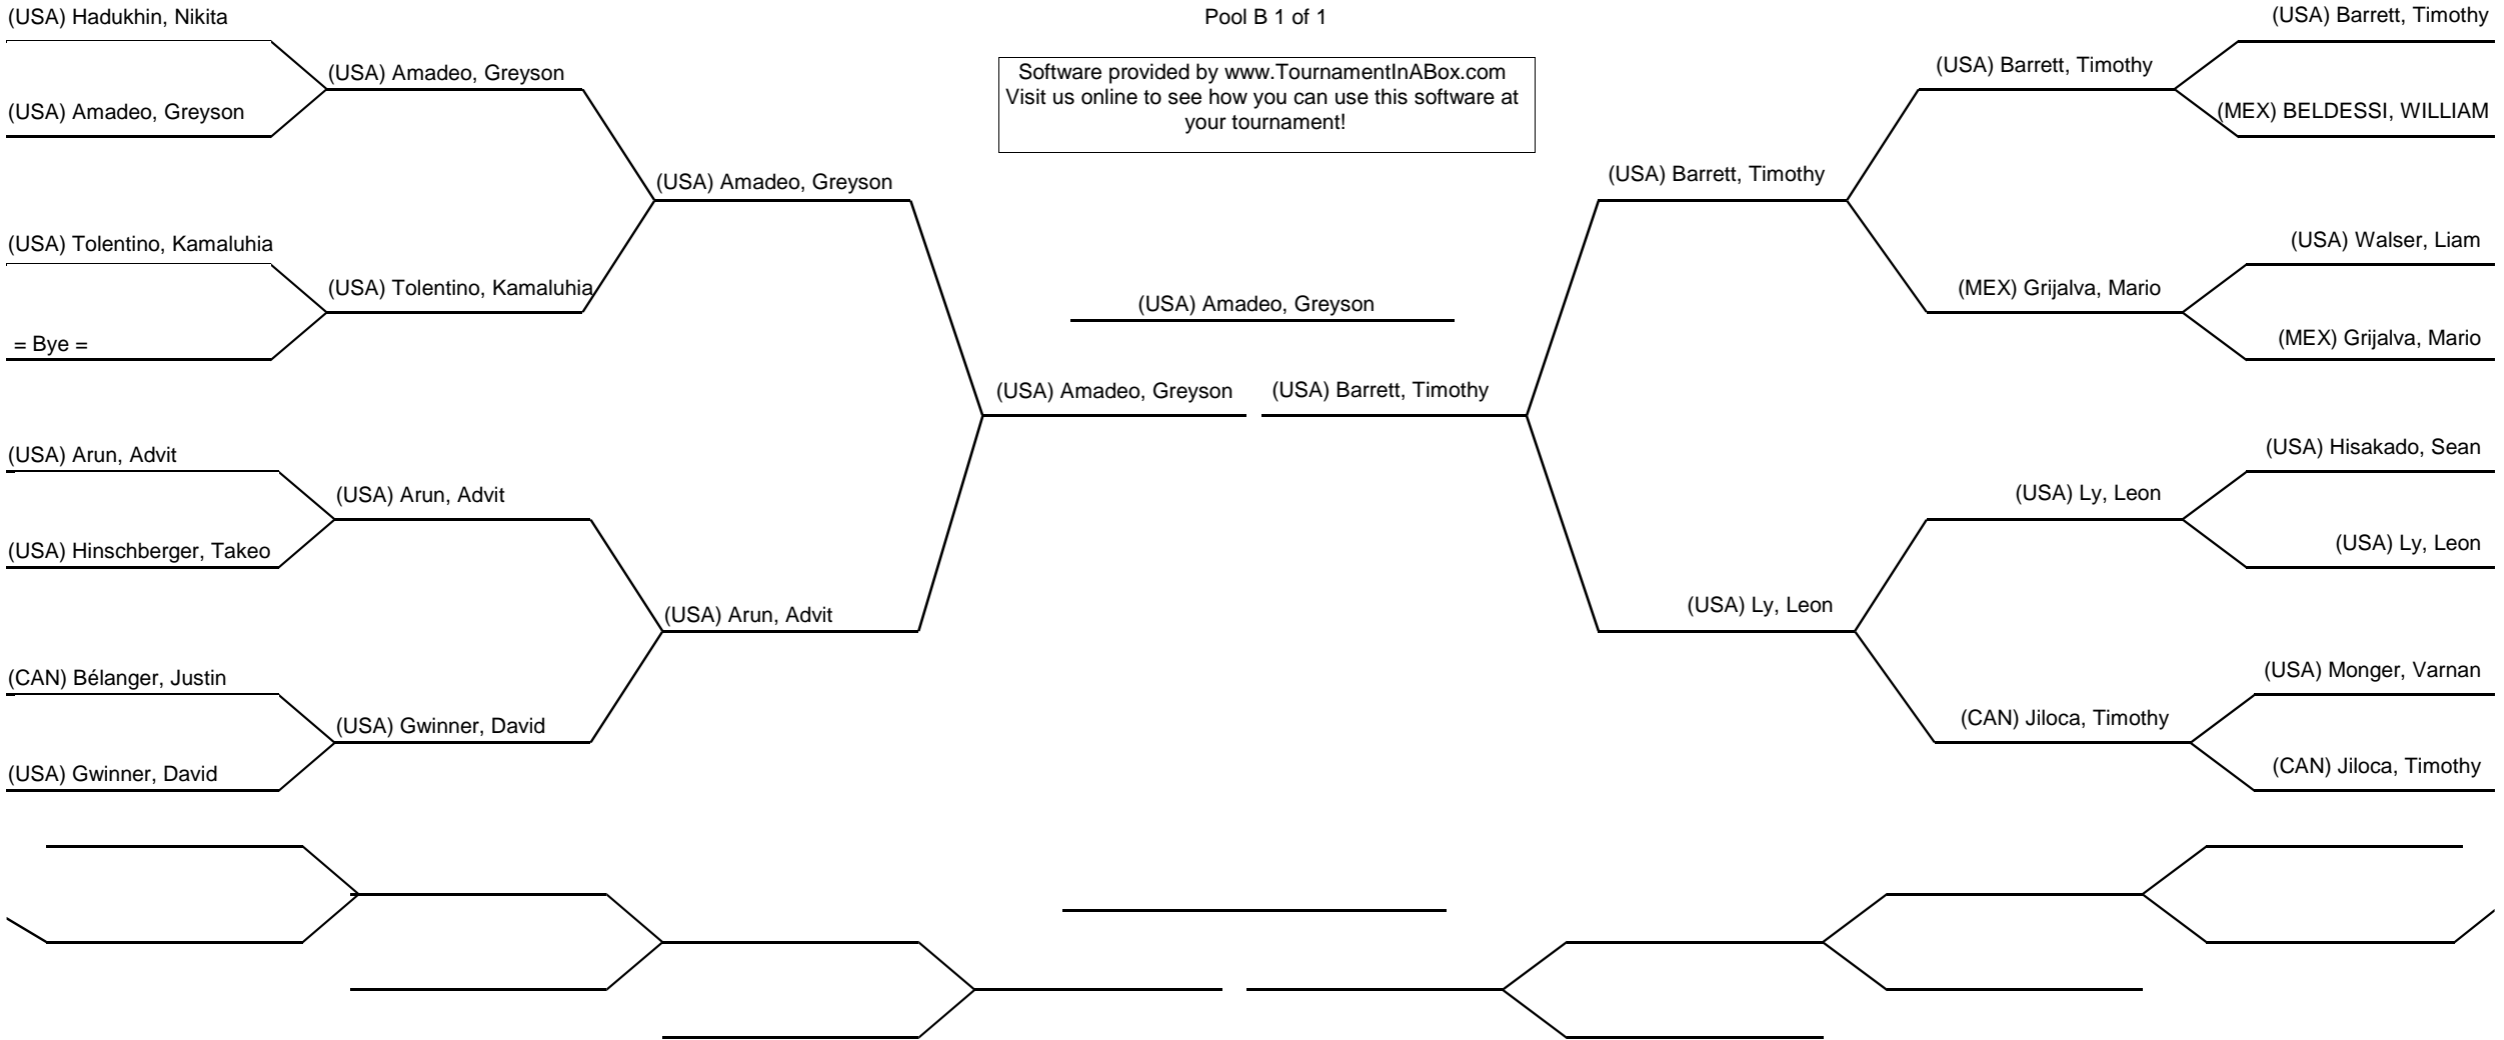 (USA) Hadukhin, Nikita
(USA) Amadeo, Greyson
(USA) Tolentino, Kamaluhia
= Bye =
(USA) Arun, Advit
(USA) Hinschberger, Takeo
(CAN) Bélanger, Justin
(USA) Gwinner, David
(USA) Amadeo, Greyson
(USA) Tolentino, Kamaluhia
(USA) Arun, Advit
(USA) Gwinner, David
(USA) Amadeo, Greyson
(USA) Arun, Advit
Pool B 1 of 1
Software provided by www.TournamentInABox.com
Visit us online to see how you can use this software at
your tournament!
(USA) Amadeo, Greyson
(USA) Amadeo, Greyson
(USA) Barrett, Timothy
(USA) Barrett, Timothy
(USA) Ly, Leon
(USA) Barrett, Timothy
(MEX) Grijalva, Mario
(USA) Ly, Leon
(CAN) Jiloca, Timothy
(USA) Barrett, Timothy
(MEX) BELDESSI, WILLIAM
(USA) Walser, Liam
(MEX) Grijalva, Mario
(USA) Hisakado, Sean
(USA) Ly, Leon
(USA) Monger, Varnan
(CAN) Jiloca, Timothy